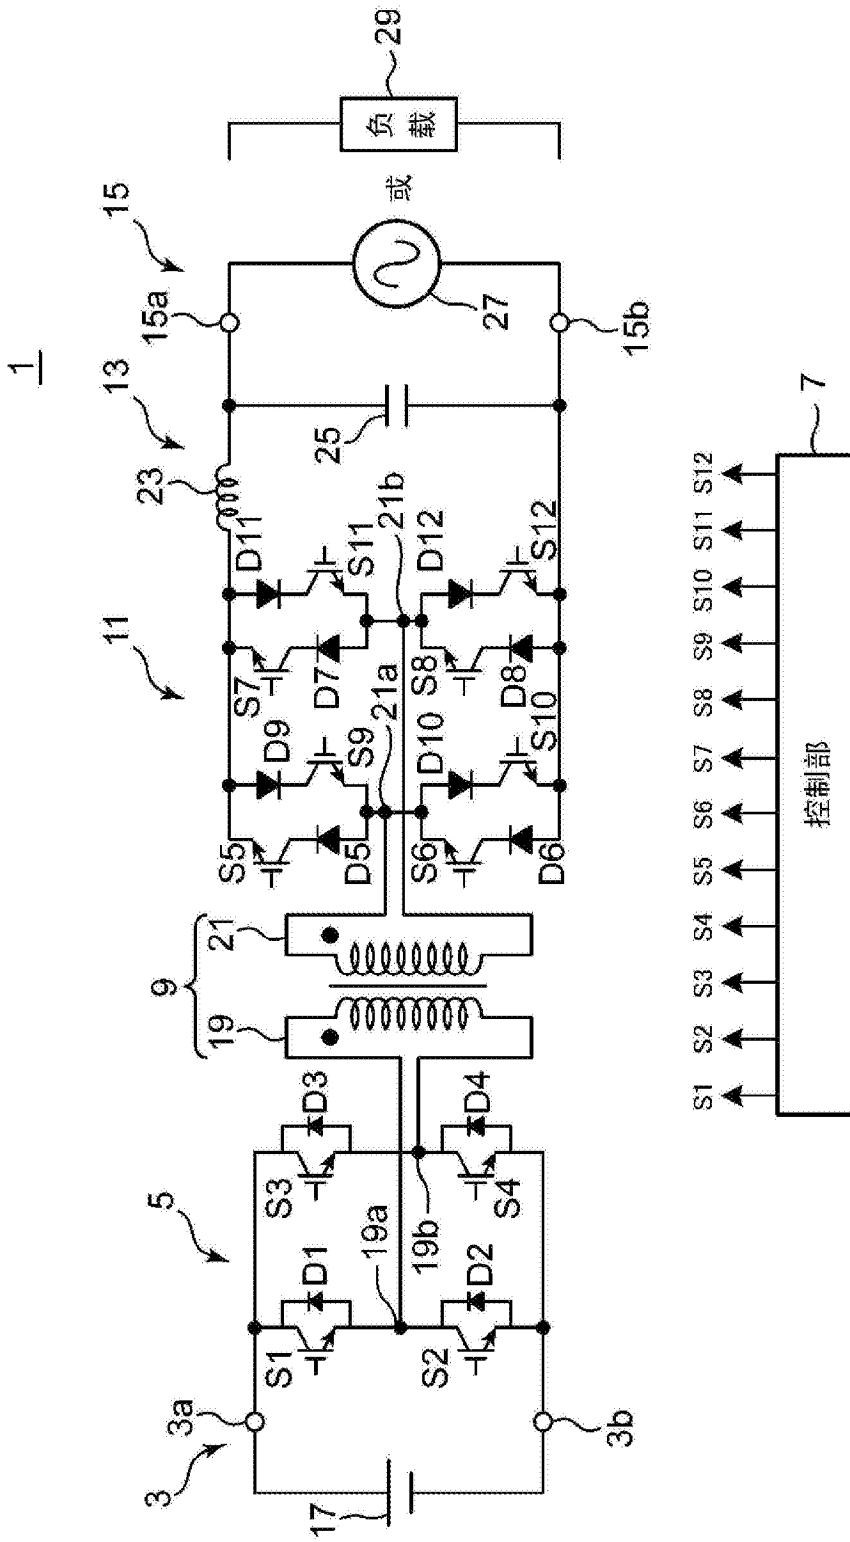 1
3
3a
3b
17
5
S1
D1
S2
D2
S3
D3
S4
D4
19a
19b
9
19
21
11
S5
D5
D9
S9
S6
D6
D10
S10
21a
S7
D7
D11
S11
S8
D8
D12
S12
21b
13
23
25
15
15a
15b
27
或
负载
29
S1
S2
S3
S4
S5
S6
S7
S8
S9
S10
S11
S12
控制部
7